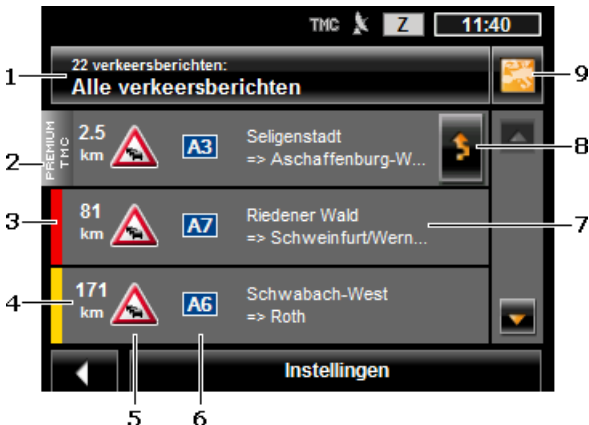 TMC Z 11:40
22 verkeersberichten:
Alle verkeersberichten
1
9
PREMIUM
TMC
2.5
km
A3
Seligenstadt
=> Aschaffenburg-W...
2
8
81
km
A7
Riedener Wald
=> Schweinfurt/Wern...
3
7
171
km
A6
Schwabach-West
=> Roth
4
Instellingen
5
6